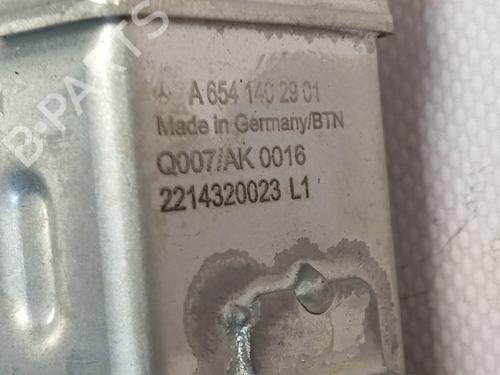 B-PARTS
A 654 140 29 01
Made in Germany/BTN
Q007/AK 0016
2214320023 L1